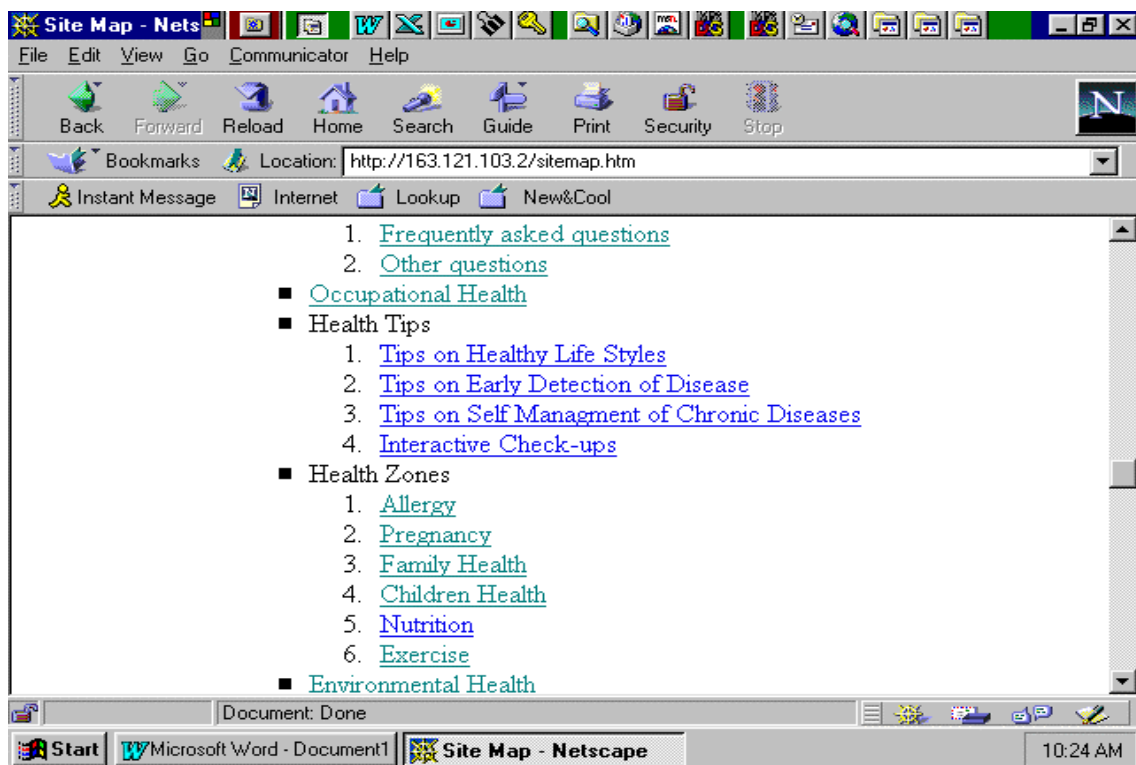 Site Map - Nets
File Edit View Go Communicator Help
Back Forward Reload Home Search Guide Print Security Stop
N
Bookmarks Location: http://163.121.103.2/sitemap.htm
Instant Message Internet Lookup New&Cool
1. Frequently asked questions
2. Other questions
■ Occupational Health
■ Health Tips
1. Tips on Healthy Life Styles
2. Tips on Early Detection of Disease
3. Tips on Self Managment of Chronic Diseases
4. Interactive Check-ups
■ Health Zones
1. Allergy
2. Pregnancy
3. Family Health
4. Children Health
5. Nutrition
6. Exercise
■ Environmental Health
Document: Done
Start Microsoft Word - Document1 Site Map - Netscape 10:24 AM